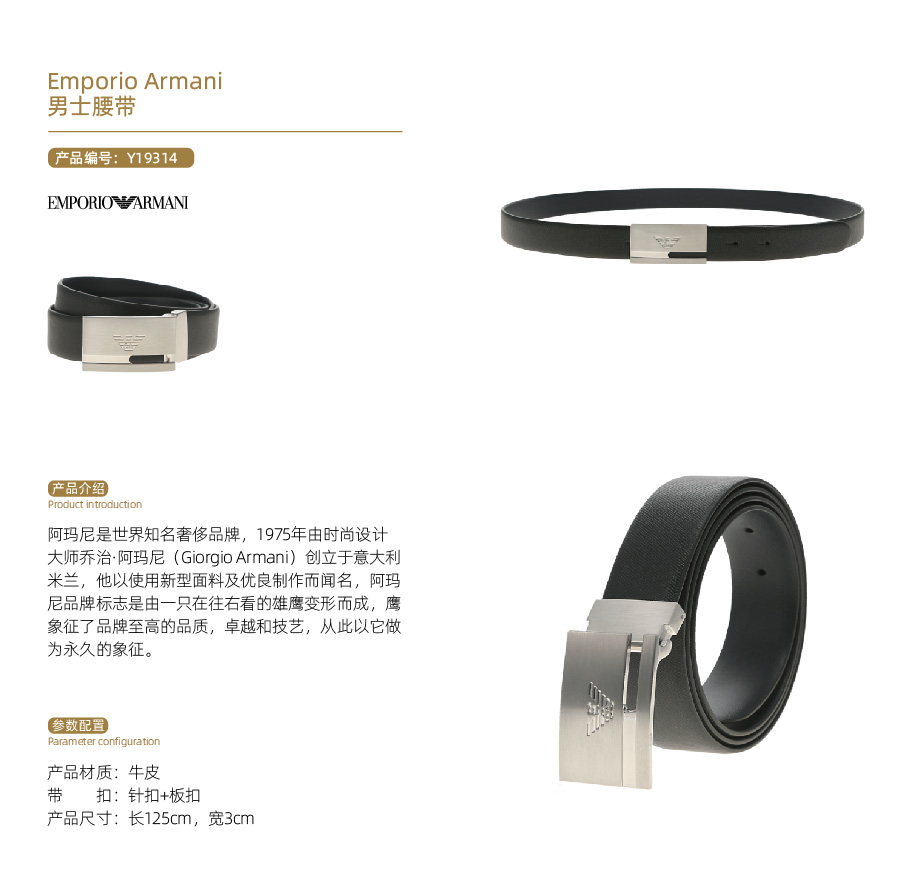 Emporio Armani
男士腰带
产品编号：Y19314
EMPORIO ARMANI
产品介绍
Product introduction
阿玛尼是世界知名奢侈品牌，1975年由时尚设计
大师乔治·阿玛尼（Giorgio Armani）创立于意大利
米兰，他以使用新型面料及优良制作而闻名，阿玛
尼品牌标志是由一只在往右看的雄鹰变形而成，鹰
象征了品牌至高的品质，卓越和技艺，从此以它做
为永久的象征。
参数配置
Parameter configuration
产品材质：牛皮
带　　扣：针扣+板扣
产品尺寸：长125cm，宽3cm